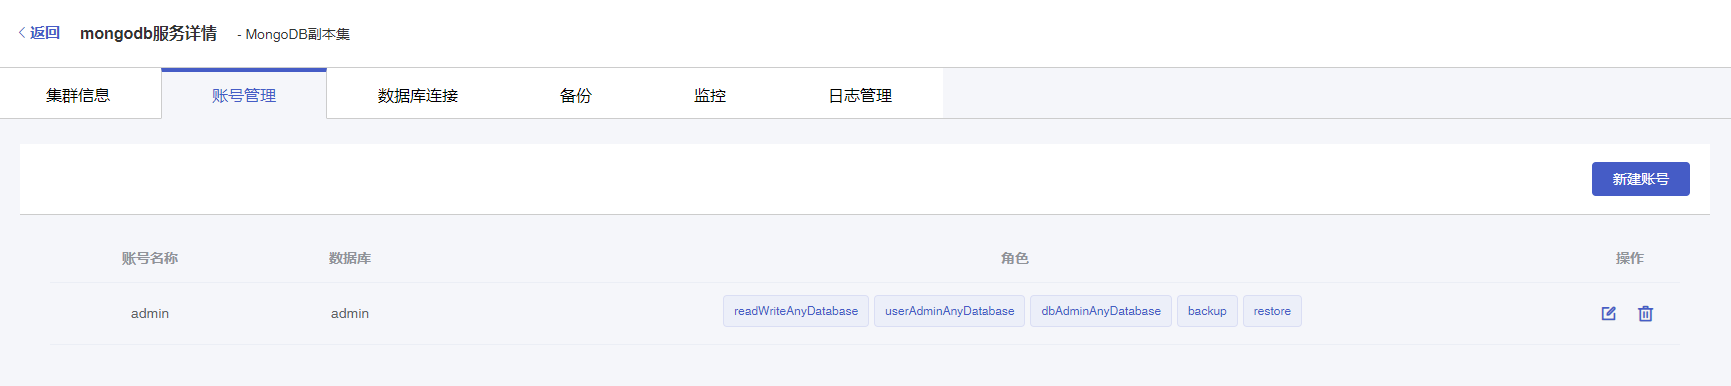 返回 mongodb服务详情 - MongoDB副本集
集群信息 账号管理 数据库连接 备份 监控 日志管理
新建账号
账号名称 数据库 角色 操作
admin admin readWriteAnyDatabase userAdminAnyDatabase dbAdminAnyDatabase backup restore